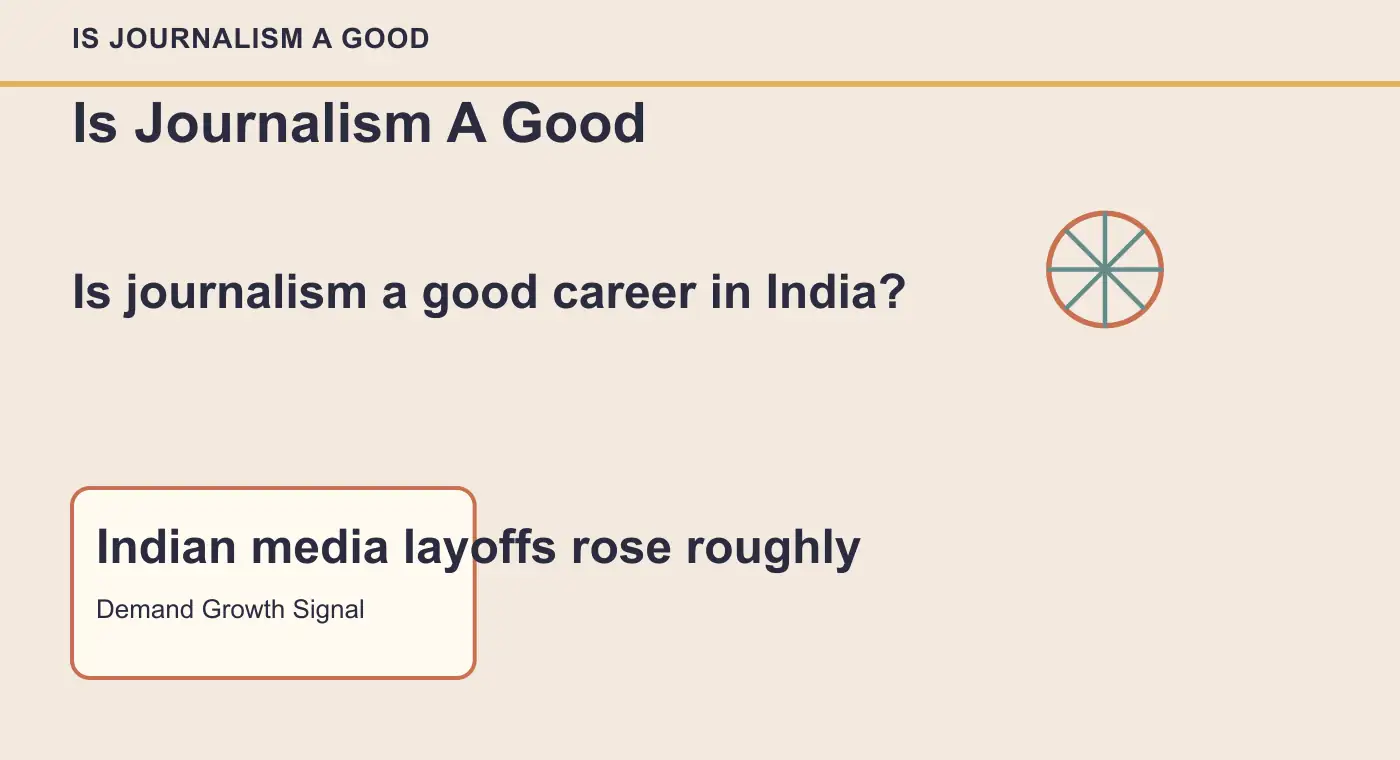 IS JOURNALISM A GOOD
Is Journalism A Good
Is journalism a good career in India?
Indian media layoffs rose roughly
Demand Growth Signal